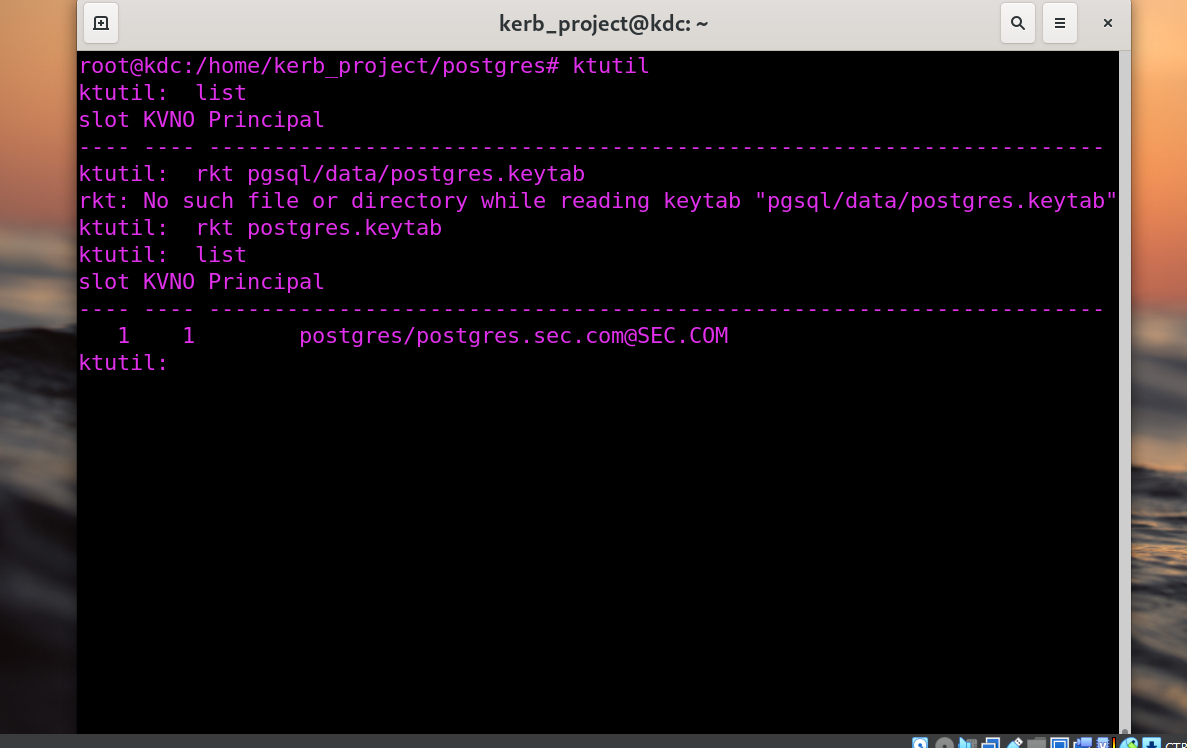 kerb_project@kdc: ~
root@kdc:/home/kerb_project/postgres# ktutil
ktutil:  list
slot KVNO Principal
---- ---- ---------------------------------------------------------------------
ktutil:  rkt pgsql/data/postgres.keytab
rkt: No such file or directory while reading keytab "pgsql/data/postgres.keytab"
ktutil:  rkt postgres.keytab
ktutil:  list
slot KVNO Principal
---- ---- ---------------------------------------------------------------------
   1    1        postgres/postgres.sec.com@SEC.COM
ktutil: